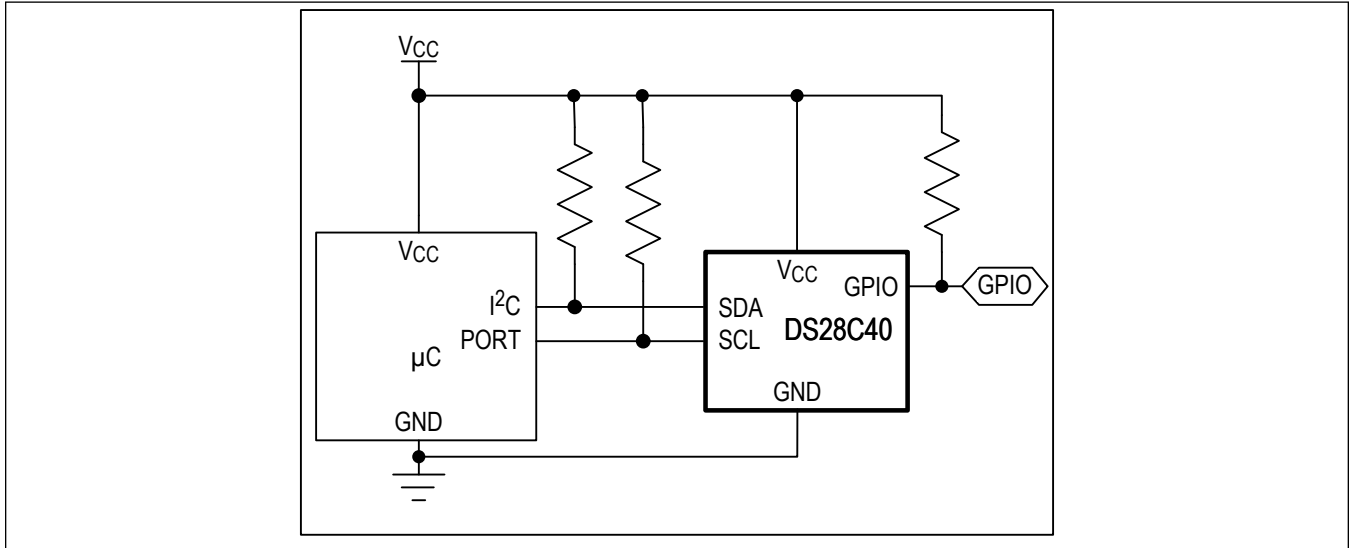 VCC
VCC
I²C
PORT
µC
GND
VCC
GPIO
SDA
SCL
DS28C40
GND
GPIO